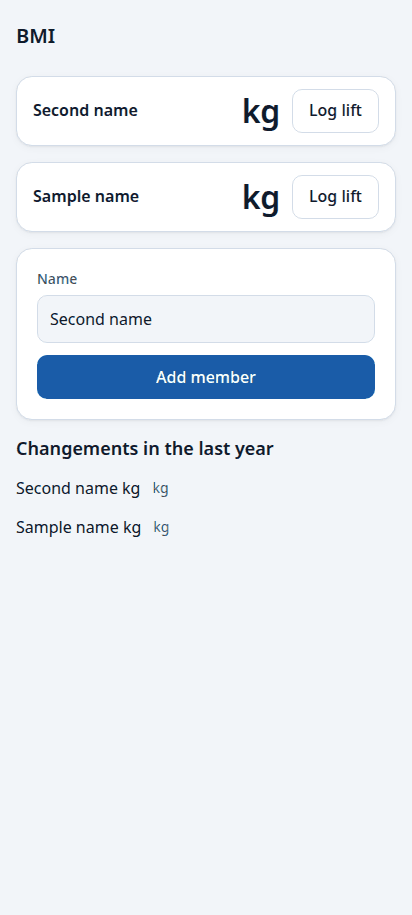 BMI
Second name kg Log lift
Sample name kg Log lift
Name
Second name
Add member
Changements in the last year
Second name kg kg
Sample name kg kg